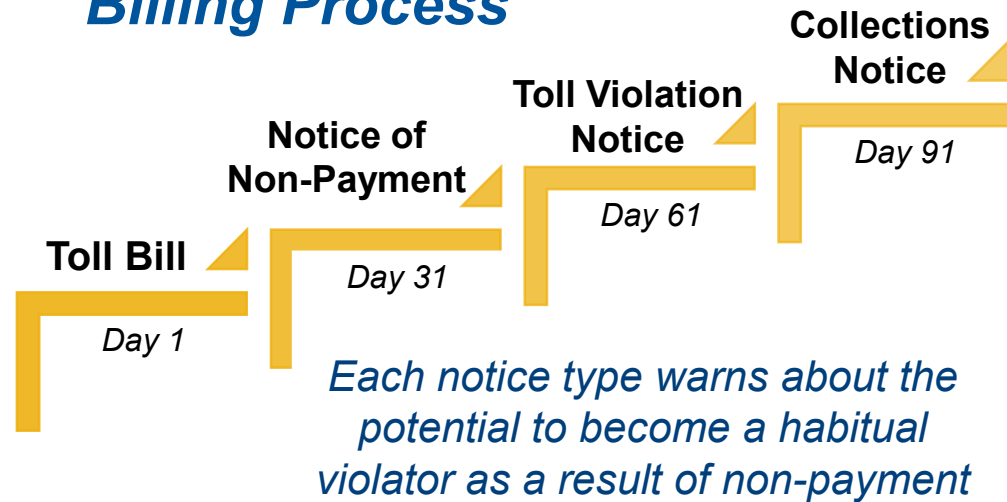 Billing Process
Toll Bill
Day 1
Notice of
Non-Payment
Day 31
Toll Violation
Notice
Day 61
Collections
Notice
Day 91
Each notice type warns about the
potential to become a habitual
violator as a result of non-payment